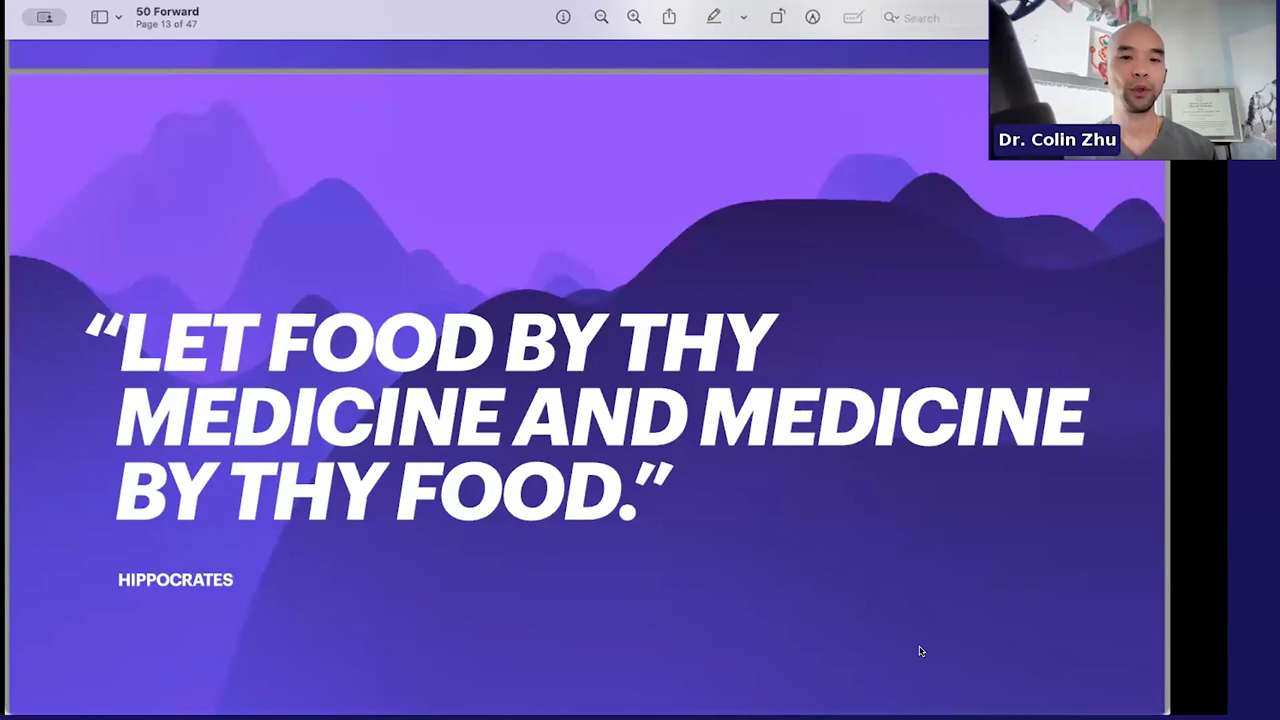 50 Forward
Page 13 of 47
Search
Dr. Colin Zhu
“LET FOOD BY THY
MEDICINE AND MEDICINE
BY THY FOOD.”
HIPPOCRATES